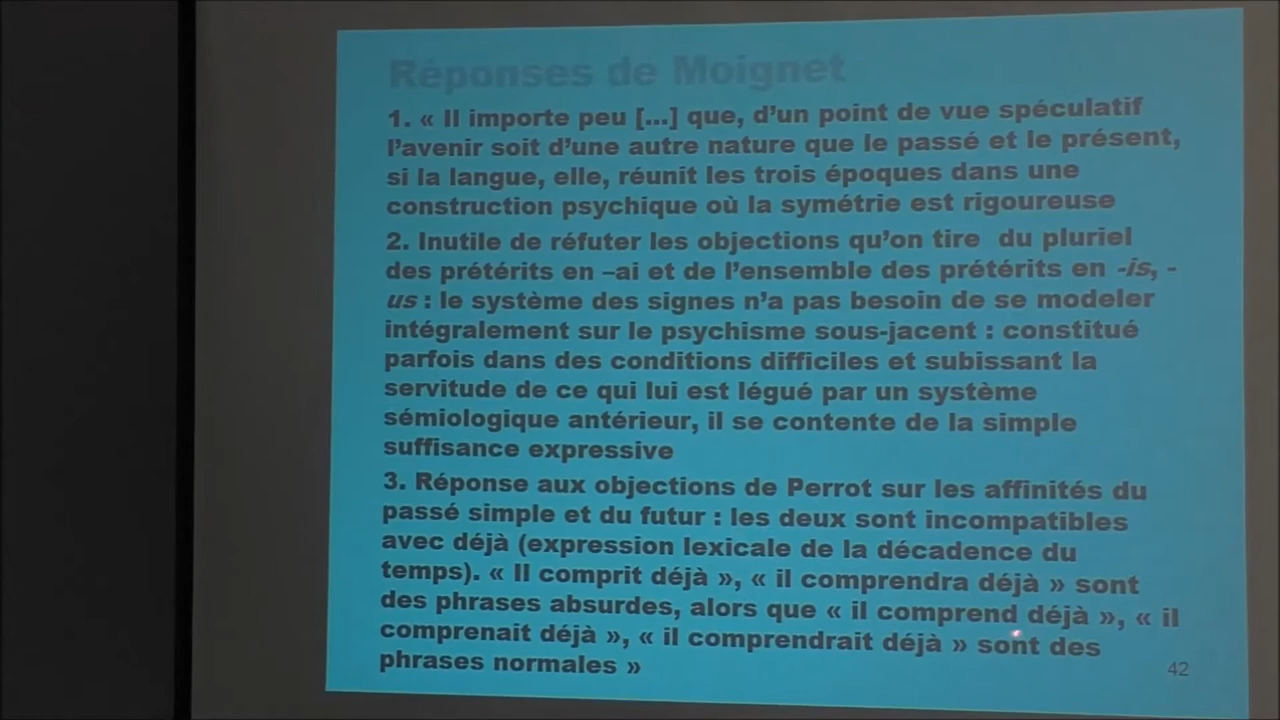 Réponses de Moignet
1. « Il importe peu [...] que, d’un point de vue spéculatif
l’avenir soit d’une autre nature que le passé et le présent,
si la langue, elle, réunit les trois époques dans une
construction psychique où la symétrie est rigoureuse
2. Inutile de réfuter les objections qu’on tire du pluriel
des prétérits en –ai et de l’ensemble des prétérits en -is, -
us : le système des signes n’a pas besoin de se modeler
intégralement sur le psychisme sous-jacent : constitué
parfois dans des conditions difficiles et subissant la
servitude de ce qui lui est légué par un système
sémiologique antérieur, il se contente de la simple
suffisance expressive
3. Réponse aux objections de Perrot sur les affinités du
passé simple et du futur : les deux sont incompatibles
avec déjà (expression lexicale de la décadence du
temps). « Il comprit déjà », « il comprendra déjà » sont
des phrases absurdes, alors que « il comprend déjà », « il
comprenait déjà », « il comprendrait déjà » sont des
phrases normales »
42